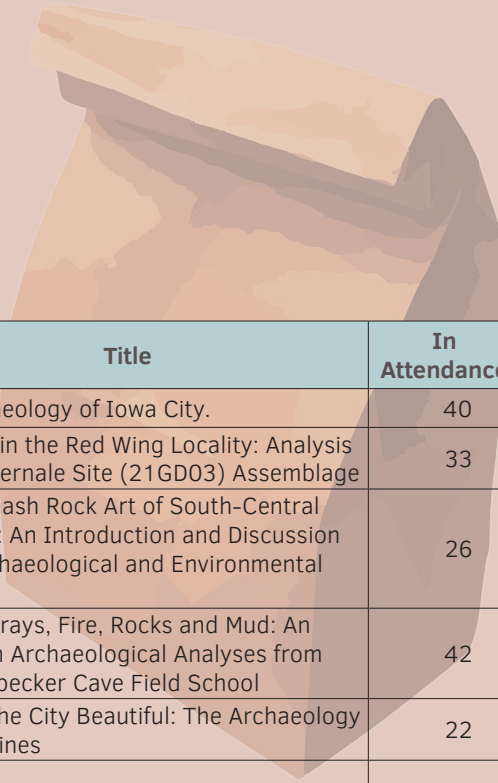 Title
In
Attendance
eology of Iowa City.
40
in the Red Wing Locality: Analysis
ernale Site (21GD03) Assemblage
33
ash Rock Art of South-Central
: An Introduction and Discussion
haeological and Environmental
26
rays, Fire, Rocks and Mud: An
n Archaeological Analyses from
pecker Cave Field School
42
he City Beautiful: The Archaeology
ines
22